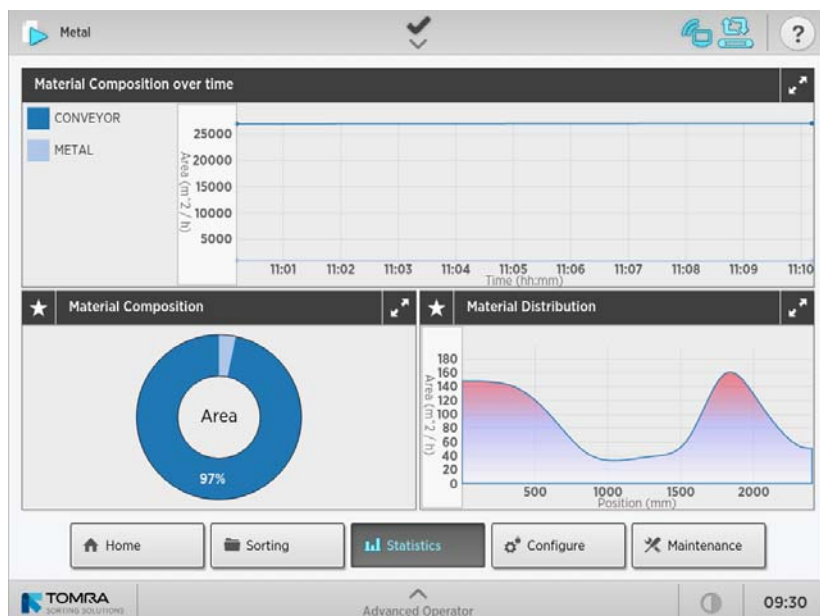 Metal
?
Material Composition over time
CONVEYOR
METAL
Area (m^2 / h)
25000
20000
15000
10000
5000
11:01 11:02 11:03 11:04 11:05 11:06 11:07 11:08 11:09 11:10
Time (hh:mm)
Material Composition
Area
97%
Material Distribution
Area (m^2 / h)
180
160
140
120
100
80
60
40
20
0
500 1000 1500 2000
Position (mm)
Home Sorting Statistics Configure Maintenance
TOMRA
SORTING SOLUTIONS
Advanced Operator
09:30